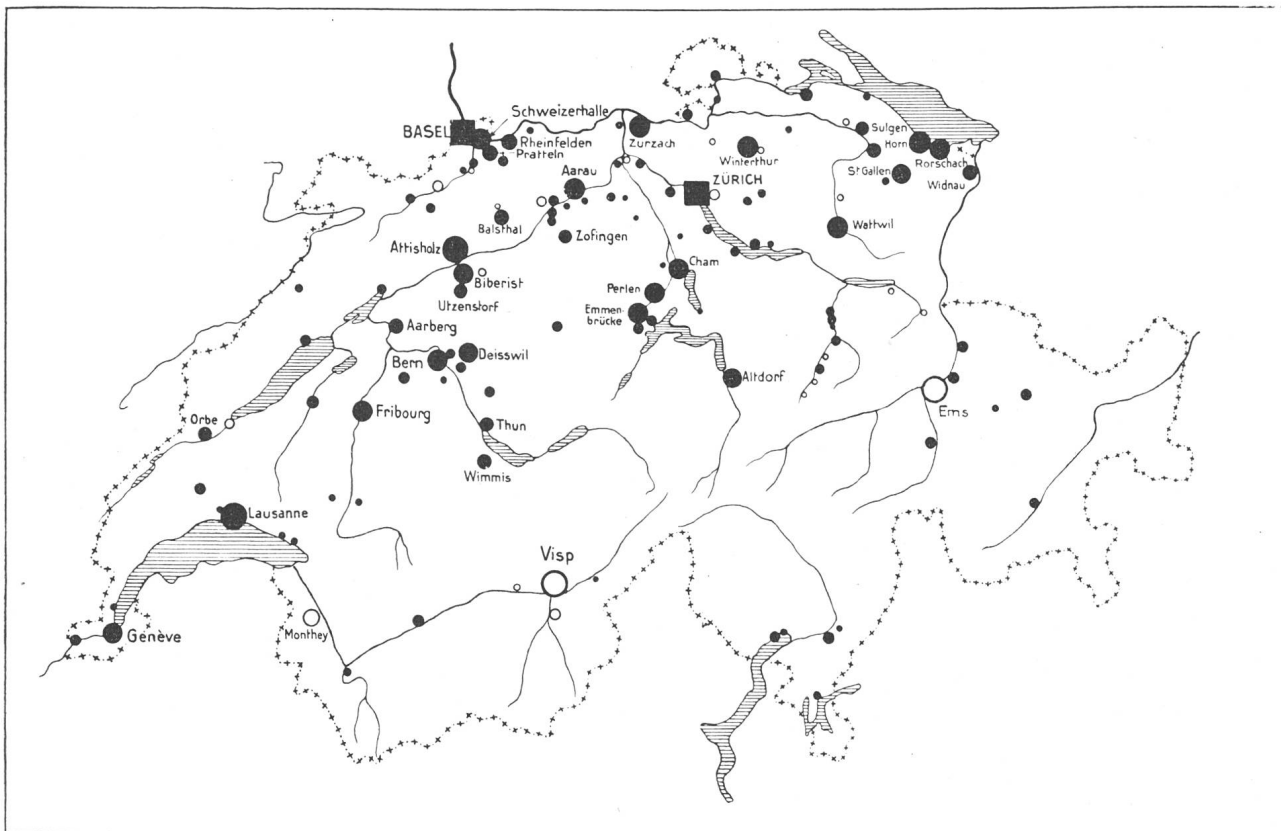 Schweizerhalle
BASEL
Rheinfelden
Pratteln
Zurzach
Sulgen
Horn
Winterthur
Rorschach
St Gallen
Widnau
Aarau
ZÜRICH
Balsthal
Zofingen
Wattwil
Attisholz
Biberist
Cham
Utzenstorf
Perlen
Emmen-
brücke
Aarberg
Bern
Deisswil
Altdorf
Ems
Fribourg
Orbe
Thun
Wimmis
Lausanne
Visp
Genève
Monthey